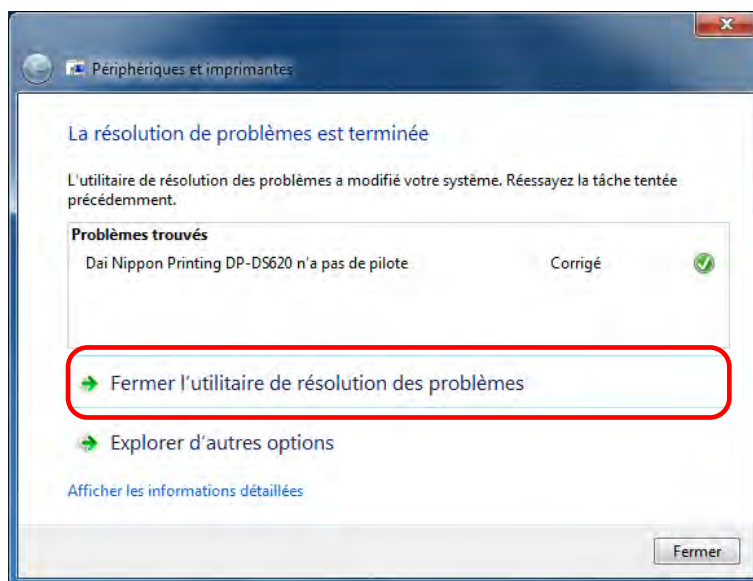 Périphériques et imprimantes
La résolution de problèmes est terminée
L'utilitaire de résolution des problèmes a modifié votre système. Réessayez la tâche tentée
précédemment.
Problèmes trouvés
Dai Nippon Printing DP-DS620 n'a pas de pilote Corrigé
Fermer l'utilitaire de résolution des problèmes
Explorer d'autres options
Afficher les informations détaillées
Fermer